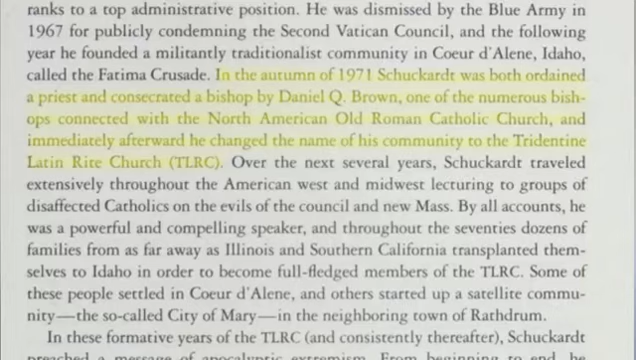 ranks to a top administrative position. He was dismissed by the Blue Army in
1967 for publicly condemning the Second Vatican Council, and the following
year he founded a militantly traditionalist community in Coeur d'Alene, Idaho,
called the Fatima Crusade. In the autumn of 1971 Schuckardt was both ordained
a priest and consecrated a bishop by Daniel Q. Brown, one of the numerous bish-
ops connected with the North American Old Roman Catholic Church, and
immediately afterward he changed the name of his community to the Tridentine
Latin Rite Church (TLRC). Over the next several years, Schuckardt traveled
extensively throughout the American west and midwest lecturing to groups of
disaffected Catholics on the evils of the council and new Mass. By all accounts, he
was a powerful and compelling speaker, and throughout the seventies dozens of
families from as far away as Illinois and Southern California transplanted them-
selves to Idaho in order to become full-fledged members of the TLRC. Some of
these people settled in Coeur d'Alene, and others started up a satellite commu-
nity—the so-called City of Mary—in the neighboring town of Rathdrum.
In these formative years of the TLRC (and consistently thereafter), Schuckardt
preached a message of apocalyptic extremism. From beginning to end, he